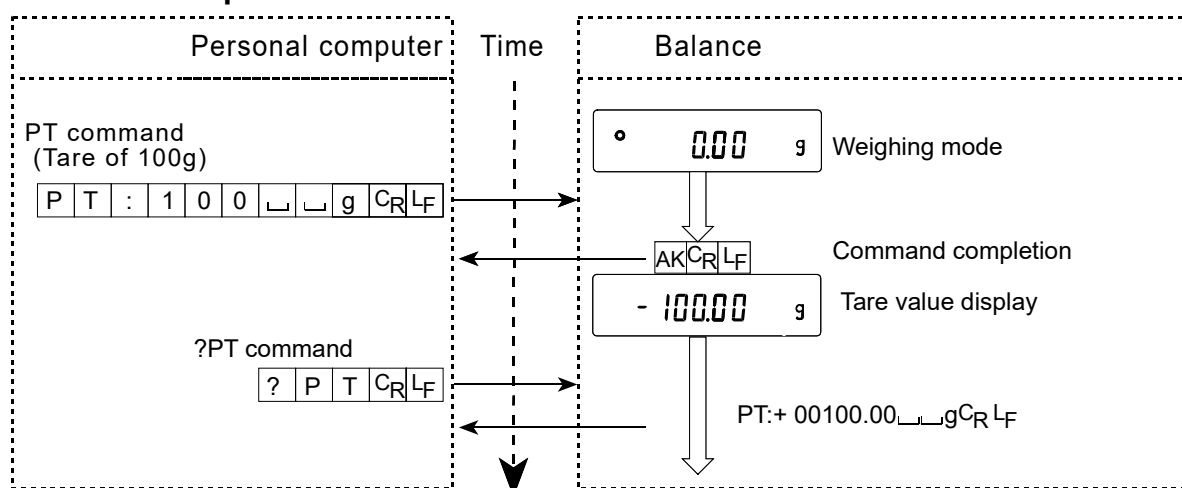 Personal computer Time Balance
PT command
(Tare of 100g)
0.00 g Weighing mode
P T : 1 0 0 ␣ ␣ g CR LF
AK CR LF Command completion
- 100.00 g Tare value display
?PT command
? P T CR LF
PT:+ 00100.00␣␣gCR LF